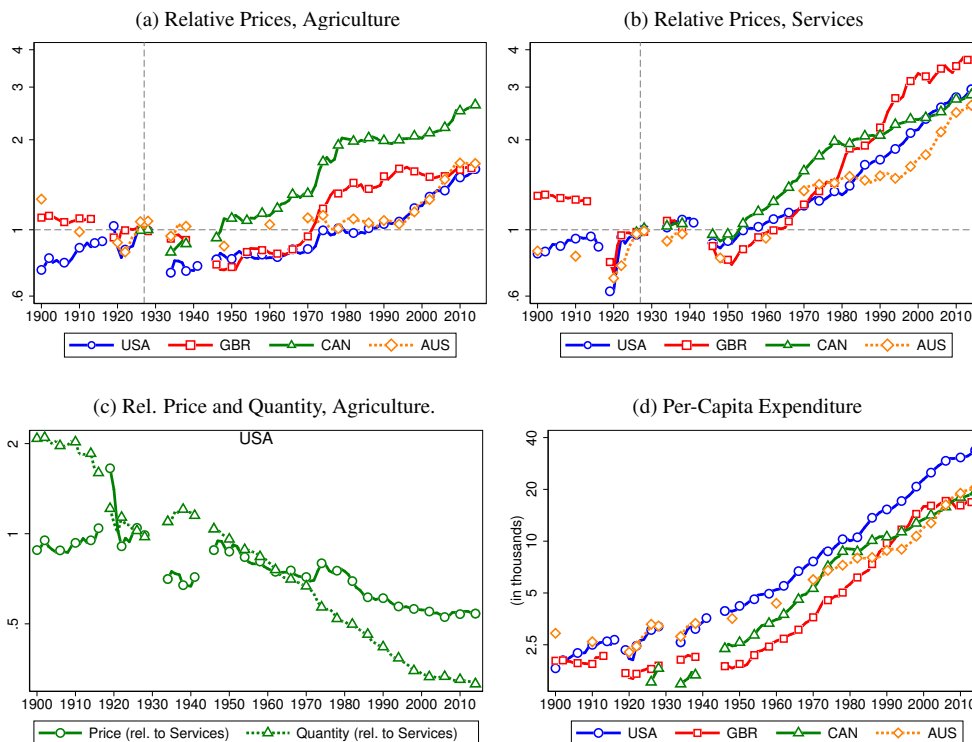 (a) Relative Prices, Agriculture
4
3
2
1
.6
1900 1910 1920 1930 1940 1950 1960 1970 1980 1990 2000 2010
USA GBR CAN AUS
(b) Relative Prices, Services
4
3
2
1
.6
1900 1910 1920 1930 1940 1950 1960 1970 1980 1990 2000 2010
USA GBR CAN AUS
(c) Rel. Price and Quantity, Agriculture.
USA
2
1
.5
1900 1910 1920 1930 1940 1950 1960 1970 1980 1990 2000 2010
Price (rel. to Services) Quantity (rel. to Services)
(d) Per-Capita Expenditure
(in thousands)
40
20
10
5
2.5
1900 1910 1920 1930 1940 1950 1960 1970 1980 1990 2000 2010
USA GBR CAN AUS